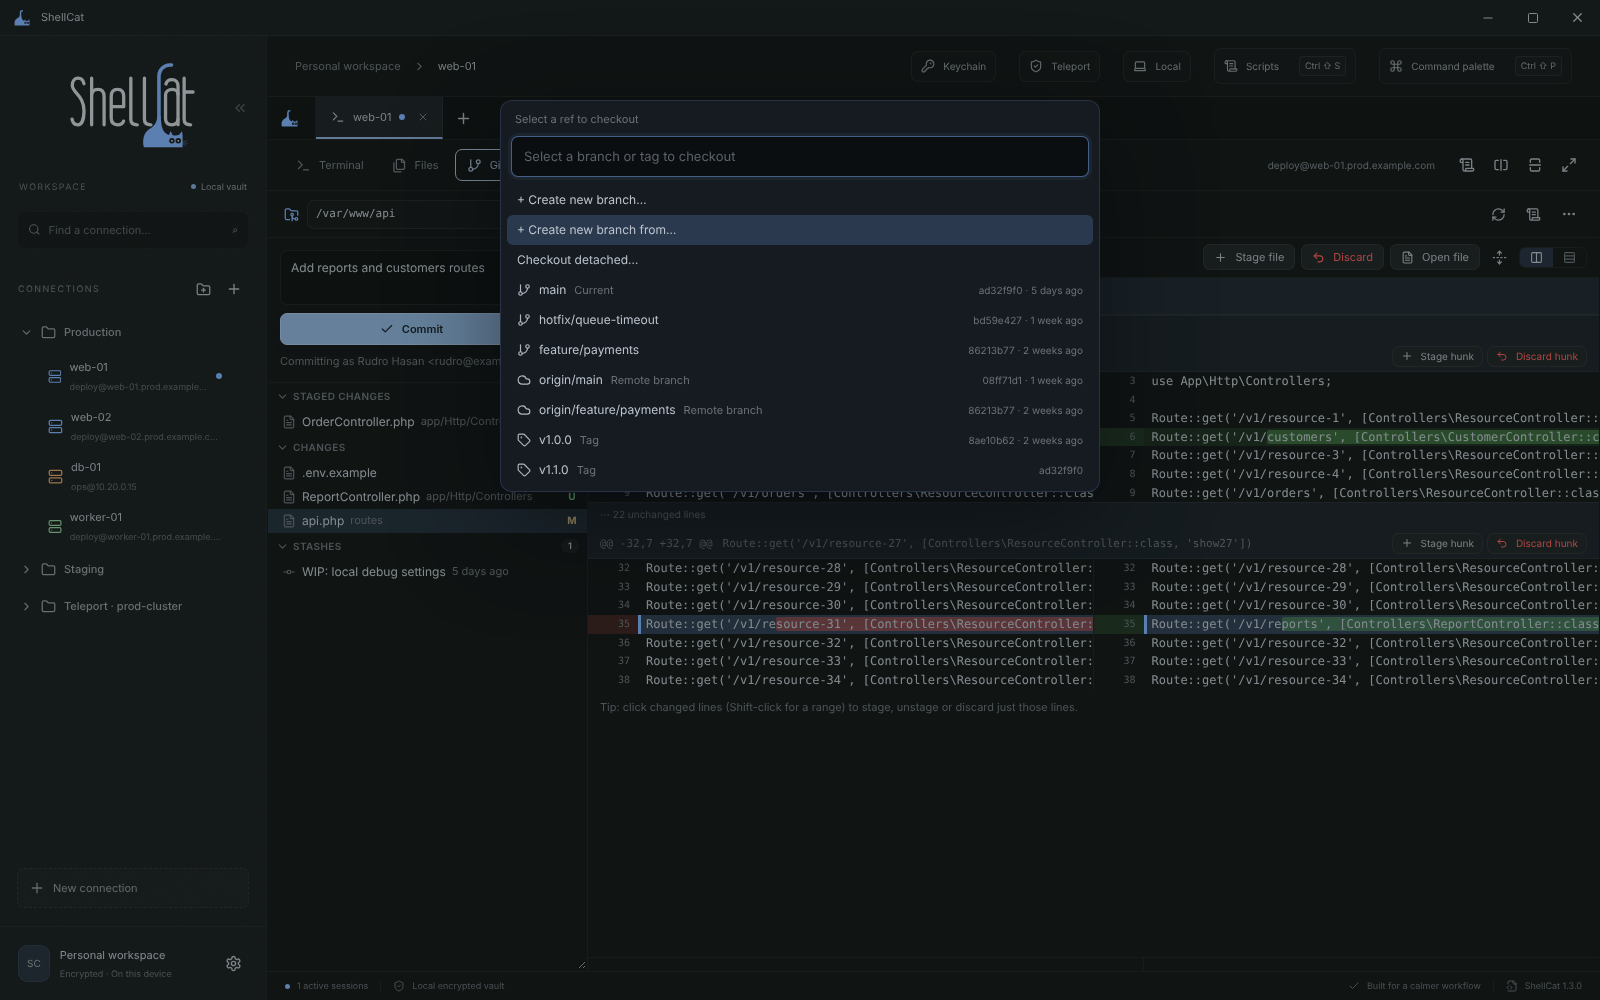 ShellCat
ShellCat
WORKSPACE
Local vault
Find a connection...
CONNECTIONS
Production
web-01
deploy@web-01.prod.example...
web-02
deploy@web-02.prod.example.c...
db-01
ops@10.20.0.15
worker-01
deploy@worker-01.prod.example....
Staging
Teleport · prod-cluster
New connection
SC
Personal workspace
Encrypted · On this device
Personal workspace > web-01
Keychain
Teleport
Local
Scripts
Ctrl ⇧ S
Command palette
Ctrl ⇧ P
web-01
Terminal
Files
deploy@web-01.prod.example.com
/var/www/api
Add reports and customers routes
Commit
Committing as Rudro Hasan <rudro@exam
STAGED CHANGES
OrderController.php app/Http/Contro
CHANGES
.env.example
ReportController.php app/Http/Controllers U
api.php routes M
STASHES 1
WIP: local debug settings 5 days ago
Select a ref to checkout
Select a branch or tag to checkout
+ Create new branch...
+ Create new branch from...
Checkout detached...
main Current ad32f9f0 · 5 days ago
hotfix/queue-timeout bd59e427 · 1 week ago
feature/payments 86213b77 · 2 weeks ago
origin/main Remote branch 08ff71d1 · 1 week ago
origin/feature/payments Remote branch 86213b77 · 2 weeks ago
v1.0.0 Tag 8ae10b62 · 2 weeks ago
v1.1.0 Tag ad32f9f0
Stage file
Discard
Open file
Stage hunk
Discard hunk
3 use App\Http\Controllers;
4
5 Route::get('/v1/resource-1', [Controllers\ResourceController::
6 Route::get('/v1/customers', [Controllers\CustomerController::c
7 Route::get('/v1/resource-3', [Controllers\ResourceController::
8 Route::get('/v1/resource-4', [Controllers\ResourceController::
9 Route::get('/v1/orders', [Controllers\ResourceController::clas
9 Route::get('/v1/orders', [Controllers\ResourceController::clas
··· 22 unchanged lines
@@ -32,7 +32,7 @@ Route::get('/v1/resource-27', [Controllers\ResourceController::class, 'show27'])
Stage hunk
Discard hunk
32 Route::get('/v1/resource-28', [Controllers\ResourceController:
33 Route::get('/v1/resource-29', [Controllers\ResourceController:
34 Route::get('/v1/resource-30', [Controllers\ResourceController:
35 Route::get('/v1/resource-31', [Controllers\ResourceController:
36 Route::get('/v1/resource-32', [Controllers\ResourceController:
37 Route::get('/v1/resource-33', [Controllers\ResourceController:
38 Route::get('/v1/resource-34', [Controllers\ResourceController:
32 Route::get('/v1/resource-28', [Controllers\ResourceController::
33 Route::get('/v1/resource-29', [Controllers\ResourceController::
34 Route::get('/v1/resource-30', [Controllers\ResourceController::
35 Route::get('/v1/reports', [Controllers\ReportController::class
36 Route::get('/v1/resource-32', [Controllers\ResourceController::
37 Route::get('/v1/resource-33', [Controllers\ResourceController::
38 Route::get('/v1/resource-34', [Controllers\ResourceController::
Tip: click changed lines (Shift-click for a range) to stage, unstage or discard just those lines.
1 active sessions
Local encrypted vault
Built for a calmer workflow
ShellCat 1.3.0